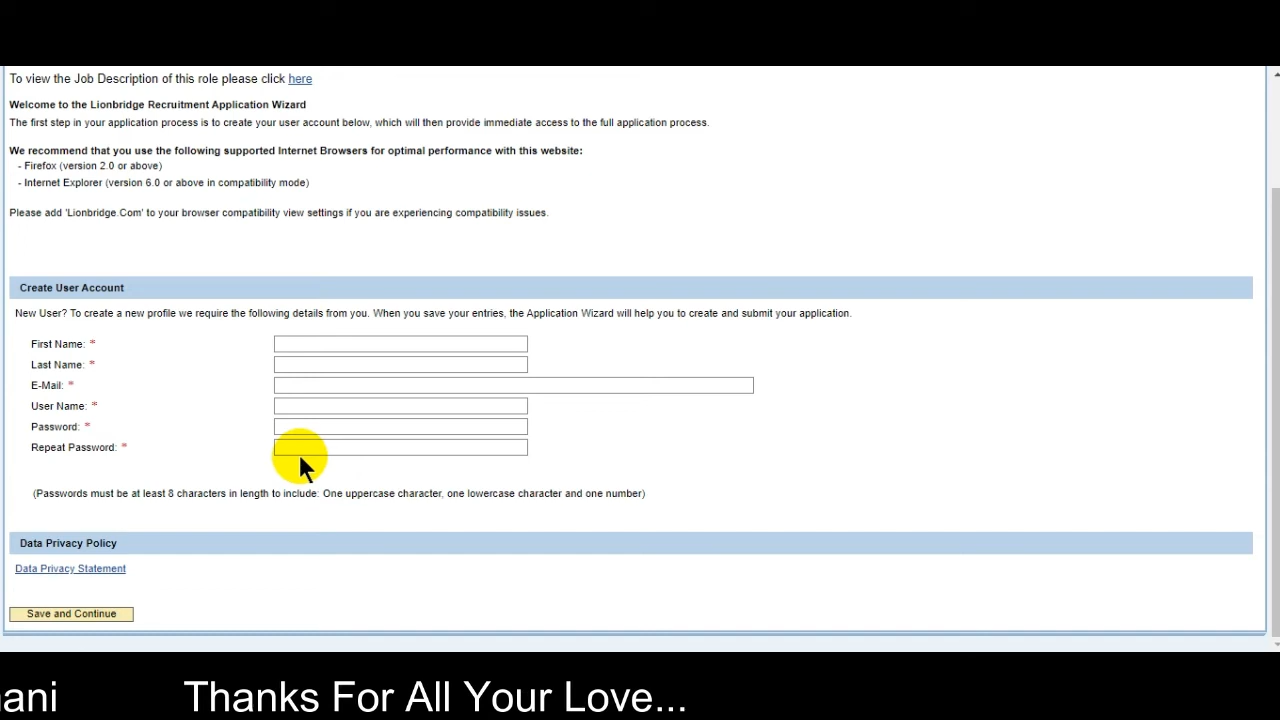 To view the Job Description of this role please click here
Welcome to the Lionbridge Recruitment Application Wizard
The first step in your application process is to create your user account below, which will then provide immediate access to the full application process.
We recommend that you use the following supported Internet Browsers for optimal performance with this website:
- Firefox (version 2.0 or above)
- Internet Explorer (version 6.0 or above in compatibility mode)
Please add 'Lionbridge.Com' to your browser compatibility view settings if you are experiencing compatibility issues.
Create User Account
New User? To create a new profile we require the following details from you. When you save your entries, the Application Wizard will help you to create and submit your application.
First Name: *
Last Name: *
E-Mail: *
User Name: *
Password: *
Repeat Password: *
(Passwords must be at least 8 characters in length to include: One uppercase character, one lowercase character and one number)
Data Privacy Policy
Data Privacy Statement
Save and Continue
Thanks For All Your Love...